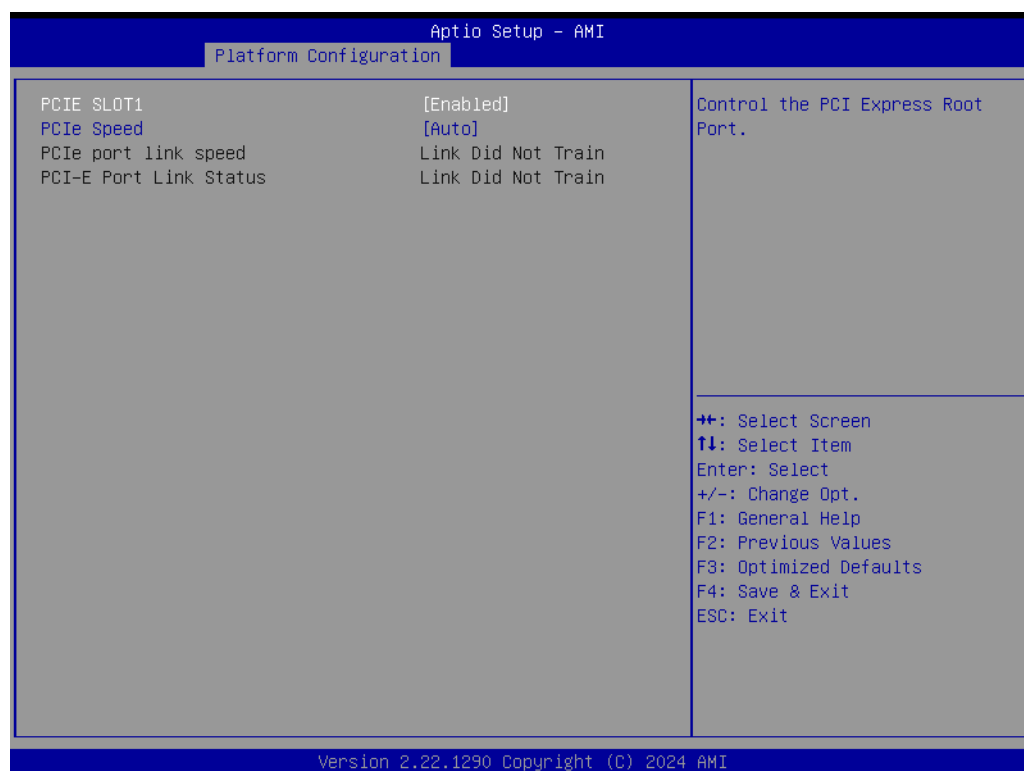 Aptio Setup – AMI
Platform Configuration
PCIE SLOT1 [Enabled]
PCIe Speed [Auto]
PCIe port link speed Link Did Not Train
PCI-E Port Link Status Link Did Not Train
Control the PCI Express Root
Port.
→←: Select Screen
↑↓: Select Item
Enter: Select
+/-: Change Opt.
F1: General Help
F2: Previous Values
F3: Optimized Defaults
F4: Save & Exit
ESC: Exit
Version 2.22.1290 Copyright (C) 2024 AMI